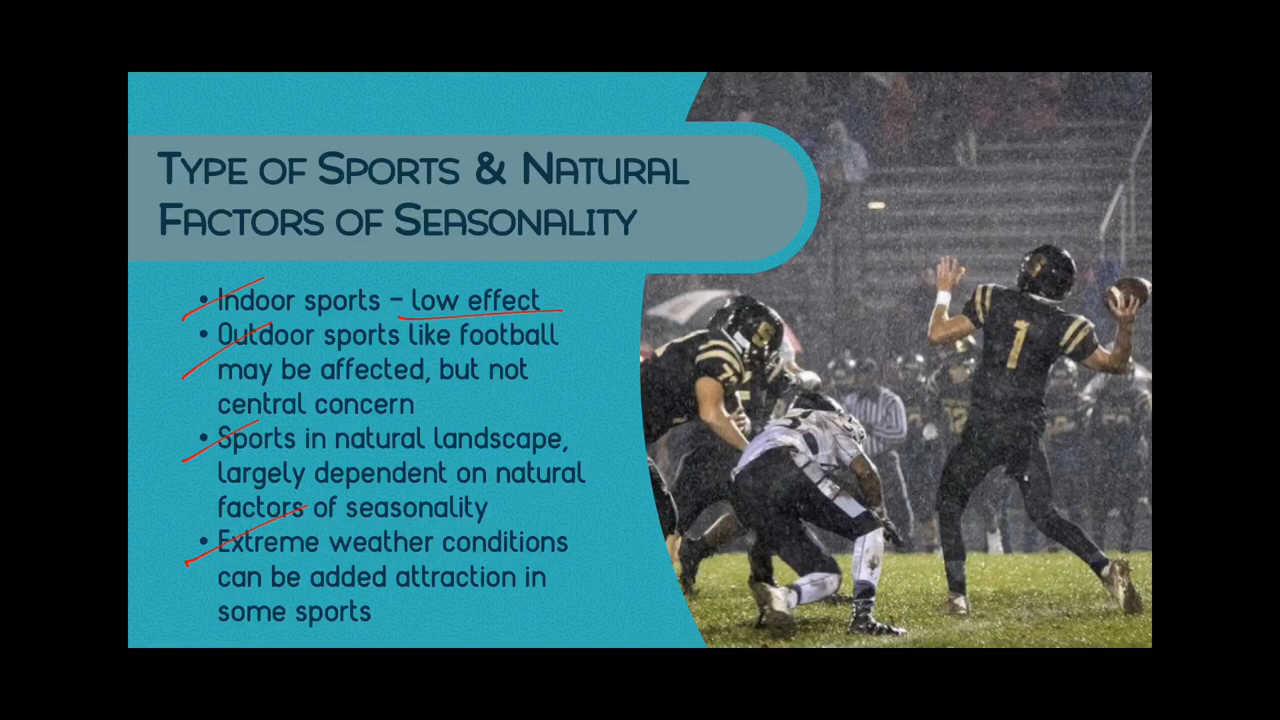 TYPE OF SPORTS & NATURAL
FACTORS OF SEASONALITY
• Indoor sports – low effect
• Outdoor sports like football
may be affected, but not
central concern
• Sports in natural landscape,
largely dependent on natural
factors of seasonality
• Extreme weather conditions
can be added attraction in
some sports
1